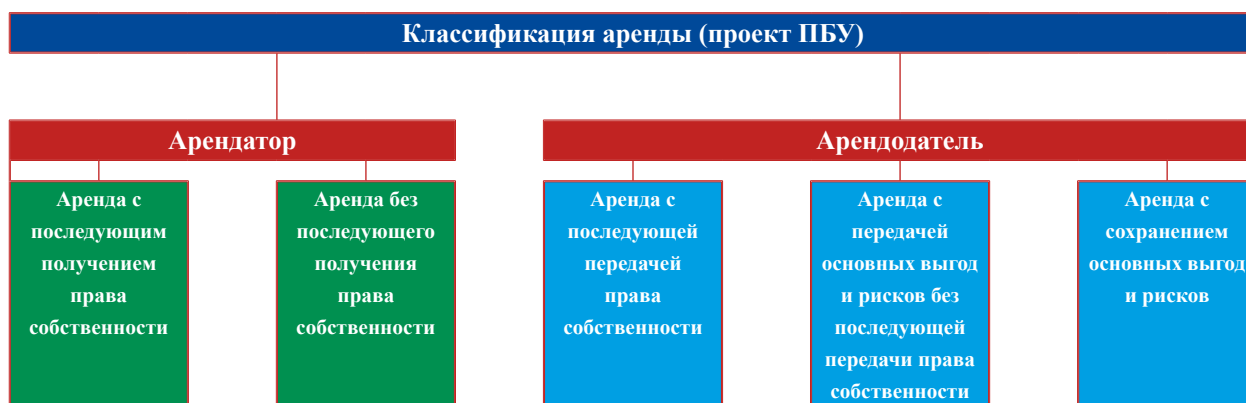 Классификация аренды (проект ПБУ)
Арендатор
Арендодатель
Аренда с
последующим
получением
права
собственности
Аренда без
последующего
получения
права
собственности
Аренда с
последующей
передачей
права
собственности
Аренда с
передачей
основных выгод
и рисков без
последующей
передачи права
собственности
Аренда с
сохранением
основных выгод
и рисков